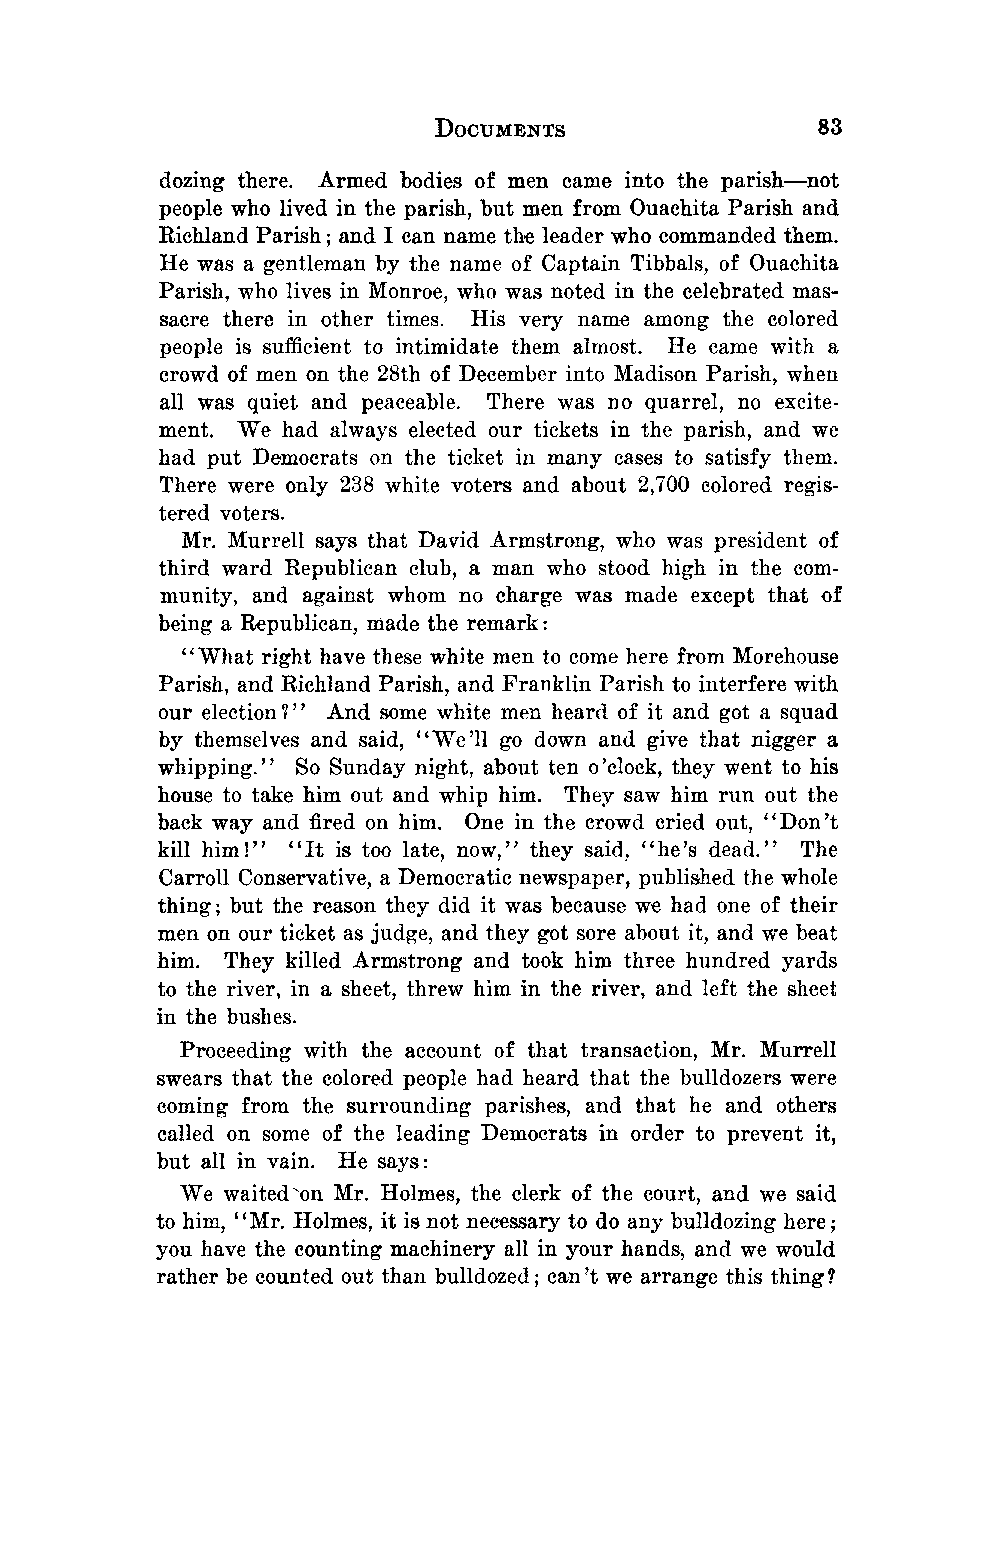 DOCUMENTS 83
dozing there. Armed bodies of men came into the parish—not
people who lived in the parish, but men from Ouachita Parish and
Richland Parish; and I can name the leader who commanded them.
He was a gentleman by the name of Captain Tibbals, of Ouachita
Parish, who lives in Monroe, who was noted in the celebrated mas-
sacre there in other times. His very name among the colored
people is sufficient to intimidate them almost. He came with a
crowd of men on the 28th of December into Madison Parish, when
all was quiet and peaceable. There was no quarrel, no excite-
ment. We had always elected our tickets in the parish, and we
had put Democrats on the ticket in many cases to satisfy them.
There were only 238 white voters and about 2,700 colored regis-
tered voters.
Mr. Murrell says that David Armstrong, who was president of
third ward Republican club, a man who stood high in the com-
munity, and against whom no charge was made except that of
being a Republican, made the remark:
“What right have these white men to come here from Morehouse
Parish, and Richland Parish, and Franklin Parish to interfere with
our election?” And some white men heard of it and got a squad
by themselves and said, “We’ll go down and give that nigger a
whipping.” So Sunday night, about ten o’clock, they went to his
house to take him out and whip him. They saw him run out the
back way and fired on him. One in the crowd cried out, “Don’t
kill him!” “It is too late, now,” they said, “he’s dead.” The
Carroll Conservative, a Democratic newspaper, published the whole
thing; but the reason they did it was because we had one of their
men on our ticket as judge, and they got sore about it, and we beat
him. They killed Armstrong and took him three hundred yards
to the river, in a sheet, threw him in the river, and left the sheet
in the bushes.
Proceeding with the account of that transaction, Mr. Murrell
swears that the colored people had heard that the bulldozers were
coming from the surrounding parishes, and that he and others
called on some of the leading Democrats in order to prevent it,
but all in vain. He says:
We waited on Mr. Holmes, the clerk of the court, and we said
to him, “Mr. Holmes, it is not necessary to do any bulldozing here;
you have the counting machinery all in your hands, and we would
rather be counted out than bulldozed; can’t we arrange this thing?